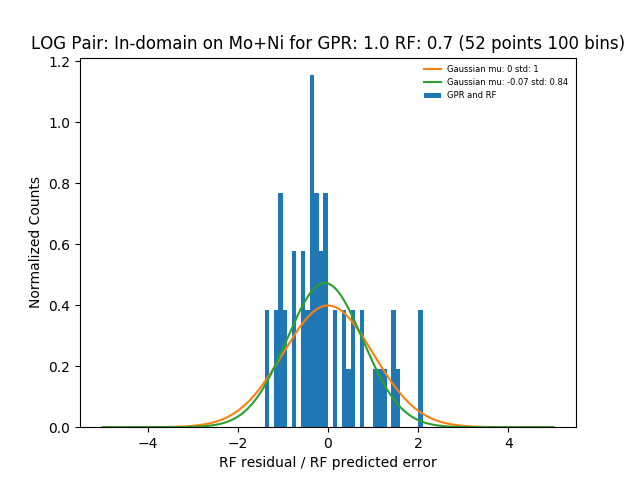 LOG Pair: In-domain on Mo+Ni for GPR: 1.0 RF: 0.7 (52 points 100 bins)
Gaussian mu: 0 std: 1
Gaussian mu: -0.07 std: 0.84
GPR and RF
Normalized Counts
1.2
1.0
0.8
0.6
0.4
0.2
0.0
−4 −2 0 2 4
RF residual / RF predicted error